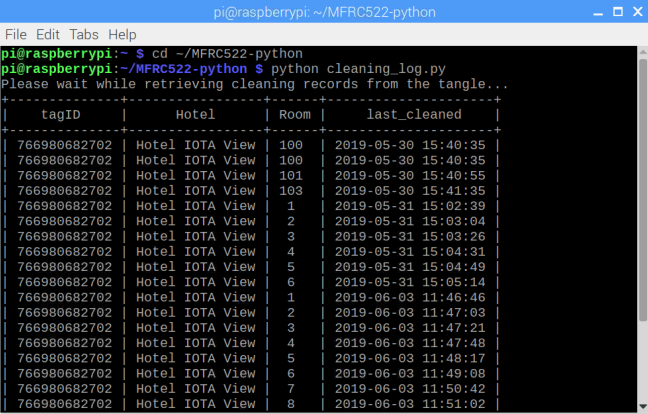 pi@raspberrypi: ~/MFRC522-python
File Edit Tabs Help
pi@raspberrypi:~ $ cd ~/MFRC522-python
pi@raspberrypi:~/MFRC522-python $ python cleaning_log.py
Please wait while retrieving cleaning records from the tangle...
+--------------+-----------------+------+---------------------+
| tagID | Hotel | Room | last_cleaned |
+--------------+-----------------+------+---------------------+
| 766980682702 | Hotel IOTA View | 100 | 2019-05-30 15:40:35 |
| 766980682702 | Hotel IOTA View | 100 | 2019-05-30 15:40:35 |
| 766980682702 | Hotel IOTA View | 101 | 2019-05-30 15:40:55 |
| 766980682702 | Hotel IOTA View | 103 | 2019-05-30 15:41:35 |
| 766980682702 | Hotel IOTA View | 1 | 2019-05-31 15:02:39 |
| 766980682702 | Hotel IOTA View | 2 | 2019-05-31 15:03:04 |
| 766980682702 | Hotel IOTA View | 3 | 2019-05-31 15:03:26 |
| 766980682702 | Hotel IOTA View | 4 | 2019-05-31 15:04:31 |
| 766980682702 | Hotel IOTA View | 5 | 2019-05-31 15:04:49 |
| 766980682702 | Hotel IOTA View | 6 | 2019-05-31 15:05:14 |
| 766980682702 | Hotel IOTA View | 1 | 2019-06-03 11:46:46 |
| 766980682702 | Hotel IOTA View | 2 | 2019-06-03 11:47:03 |
| 766980682702 | Hotel IOTA View | 3 | 2019-06-03 11:47:21 |
| 766980682702 | Hotel IOTA View | 4 | 2019-06-03 11:47:48 |
| 766980682702 | Hotel IOTA View | 5 | 2019-06-03 11:48:17 |
| 766980682702 | Hotel IOTA View | 6 | 2019-06-03 11:49:08 |
| 766980682702 | Hotel IOTA View | 7 | 2019-06-03 11:50:42 |
| 766980682702 | Hotel IOTA View | 8 | 2019-06-03 11:51:02 |